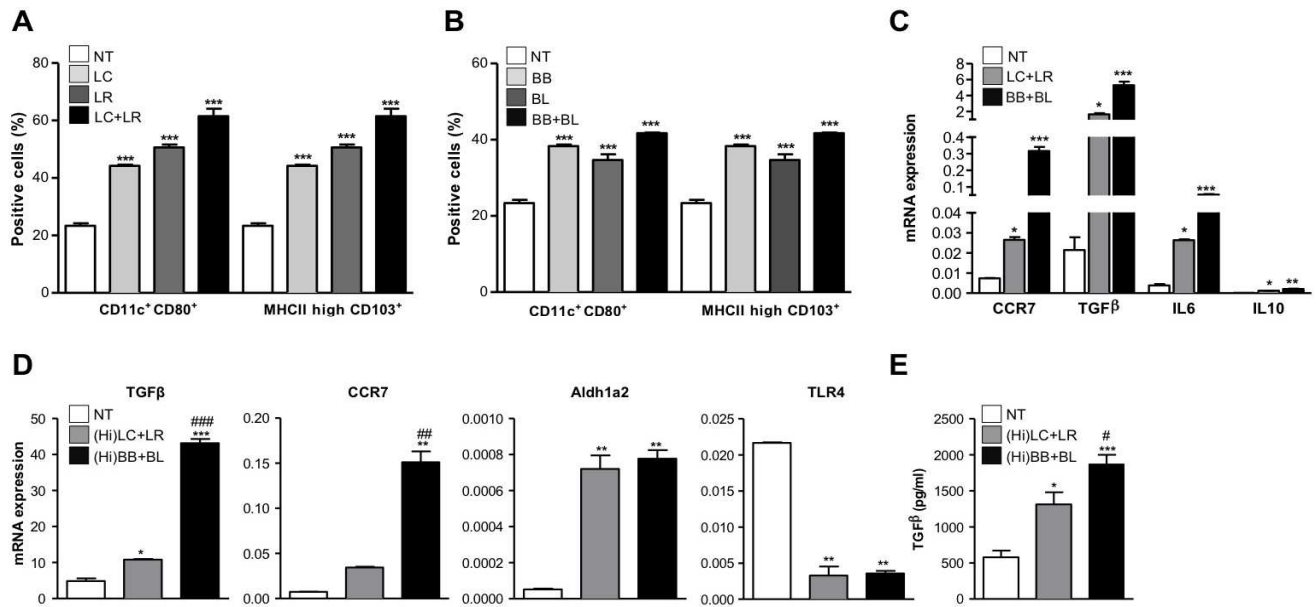 A
Positive cells (%)
80
60
40
20
0
NT
LC
LR
LC+LR
***
***
***
***
***
***
CD11c⁺ CD80⁺
MHCII high CD103⁺
B
Positive cells (%)
60
40
20
0
NT
BB
BL
BB+BL
***
***
***
***
***
***
CD11c⁺ CD80⁺
MHCII high CD103⁺
C
mRNA expression
8
6
4
2
0.4
0.3
0.2
0.1
0.04
0.03
0.02
0.01
0.00
NT
LC+LR
BB+BL
*
***
*
***
*
***
*
**
CCR7
TGFβ
IL6
IL10
D
mRNA expression
TGFβ
50
40
30
20
10
0
NT
(Hi)LC+LR
(Hi)BB+BL
*
###
***
CCR7
0.20
0.15
0.10
0.05
0.00
##
**
Aldh1a2
0.0010
0.0008
0.0006
0.0004
0.0002
0.0000
**
**
TLR4
0.025
0.020
0.015
0.010
0.005
0.000
**
**
E
TGFβ (pg/ml)
2500
2000
1500
1000
500
0
NT
(Hi)LC+LR
(Hi)BB+BL
*
#
***